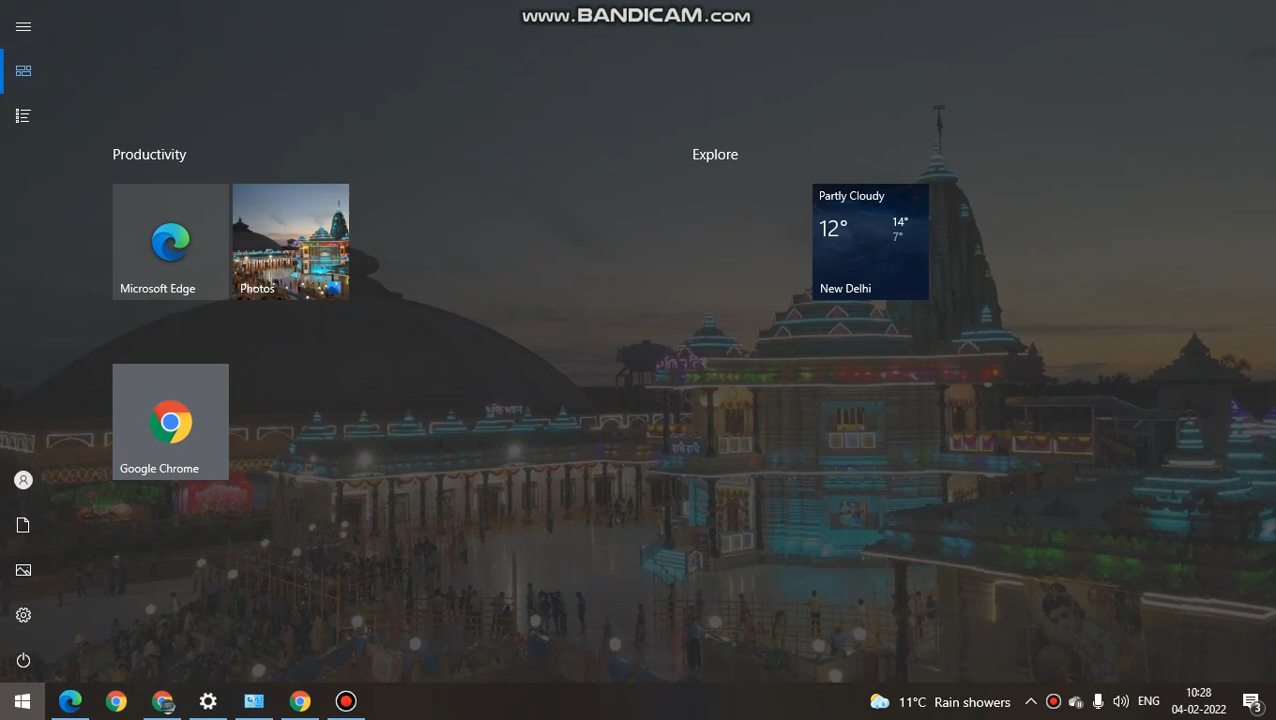 www.BANDICAM.com
Productivity
Explore
Microsoft Edge
Photos
Partly Cloudy
12°
14°
7°
New Delhi
Google Chrome
राधे राधे
11°C Rain showers
ENG
10:28
04-02-2022
3